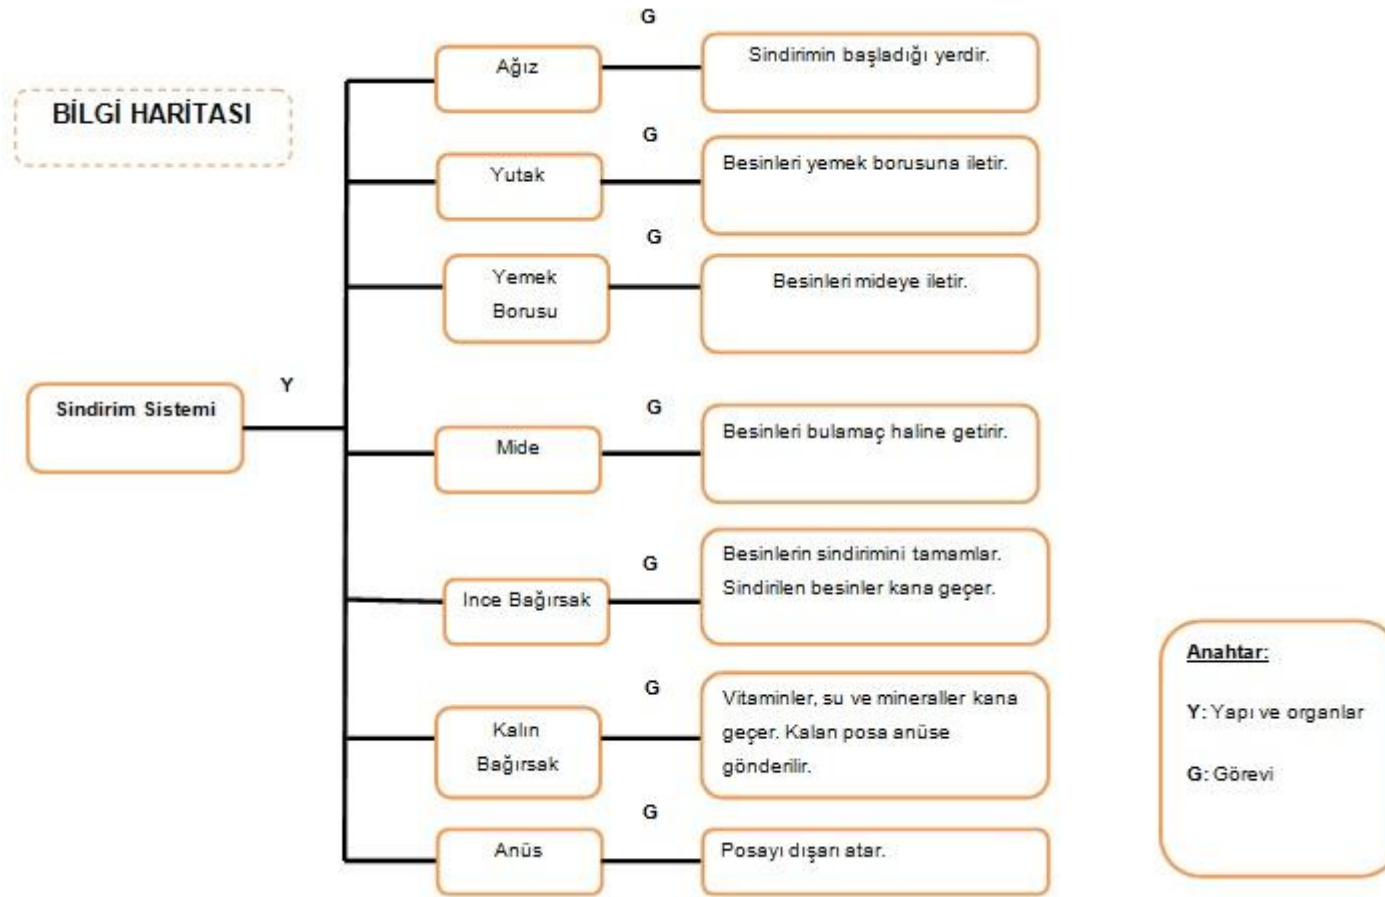 BİLGİ HARİTASI
G
Ağız
Sindirimin başladığı yerdir.
G
Yutak
Besinleri yemek borusuna iletir.
G
Yemek
Borusu
Besinleri mideye iletir.
Sindirim Sistemi
Y
G
Mide
Besinleri bulamaç haline getirir.
G
Ince Bağırsak
Besinlerin sindirimini tamamlar.
Sindirilen besinler kana geçer.
G
Kalın
Bağırsak
Vitaminler, su ve mineraller kana
geçer. Kalan posa anüse
gönderilir.
G
Anüs
Posayı dışarı atar.
Anahtar:
Y: Yapı ve organlar
G: Görevi